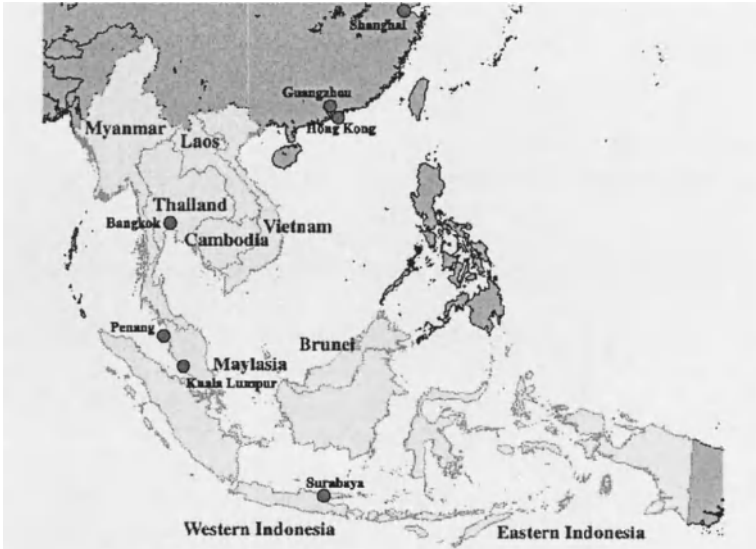 Shanghai
Guangzhou
Hong Kong
Myanmar
Laos
Thailand
Bangkok
Vietnam
Cambodia
Penang
Brunei
Maylasia
Kuala Lumpur
Surabaya
Western Indonesia
Eastern Indonesia